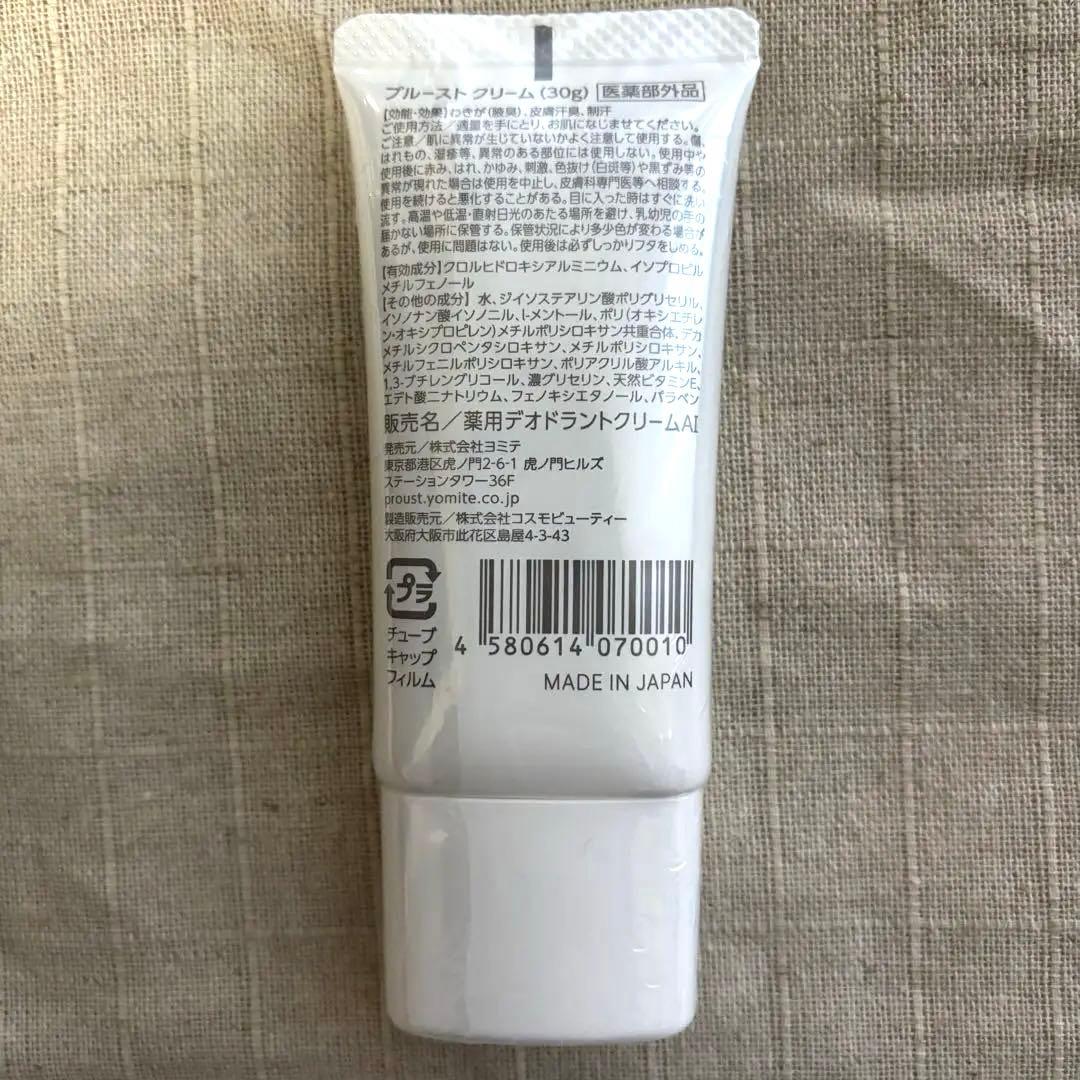 プルースト クリーム (30g) 医薬部外品
【効能・効果】わきが(腋臭)、皮膚汗臭、制汗
ご使用方法／適量を手にとり、お肌になじませてください。
ご注意／肌に異常が生じていないかよく注意して使用する。傷、
はれもの、湿疹等、異常のある部位には使用しない。使用中や
使用後に赤み、はれ、かゆみ、刺激、色抜け(白斑等)や黒ずみ等の
異常が現れた場合は使用を中止し、皮膚科専門医等へ相談する。
使用を続けると悪化することがある。目に入った時はすぐに洗い
流す。高温や低温・直射日光のあたる場所を避け、乳幼児の手の
届かない場所に保管する。保管状況により多少色が変わる場合が
あるが、使用に問題はない。使用後は必ずしっかりフタをしめる。
【有効成分】クロルヒドロキシアルミニウム、イソプロピル
メチルフェノール
【その他の成分】水、ジイソステアリン酸ポリグリセリル、
イソノナン酸イソノニル、l-メントール、ポリ(オキシエチレ
ン・オキシプロピレン)メチルポリシロキサン共重合体、デカ
メチルシクロペンタシロキサン、メチルポリシロキサン、
メチルフェニルポリシロキサン、ポリアクリル酸アルキル、
1,3-ブチレングリコール、濃グリセリン、天然ビタミンE、
エデト酸二ナトリウム、フェノキシエタノール、パラベン
販売名／薬用デオドラントクリームAI
発売元／株式会社ヨミテ
東京都港区虎ノ門2-6-1 虎ノ門ヒルズ
ステーションタワー36F
proust.yomite.co.jp
製造販売元／株式会社コスモビューティー
大阪府大阪市此花区島屋4-3-43
プラ
チューブ
キャップ
フィルム
4 580614 070010
MADE IN JAPAN